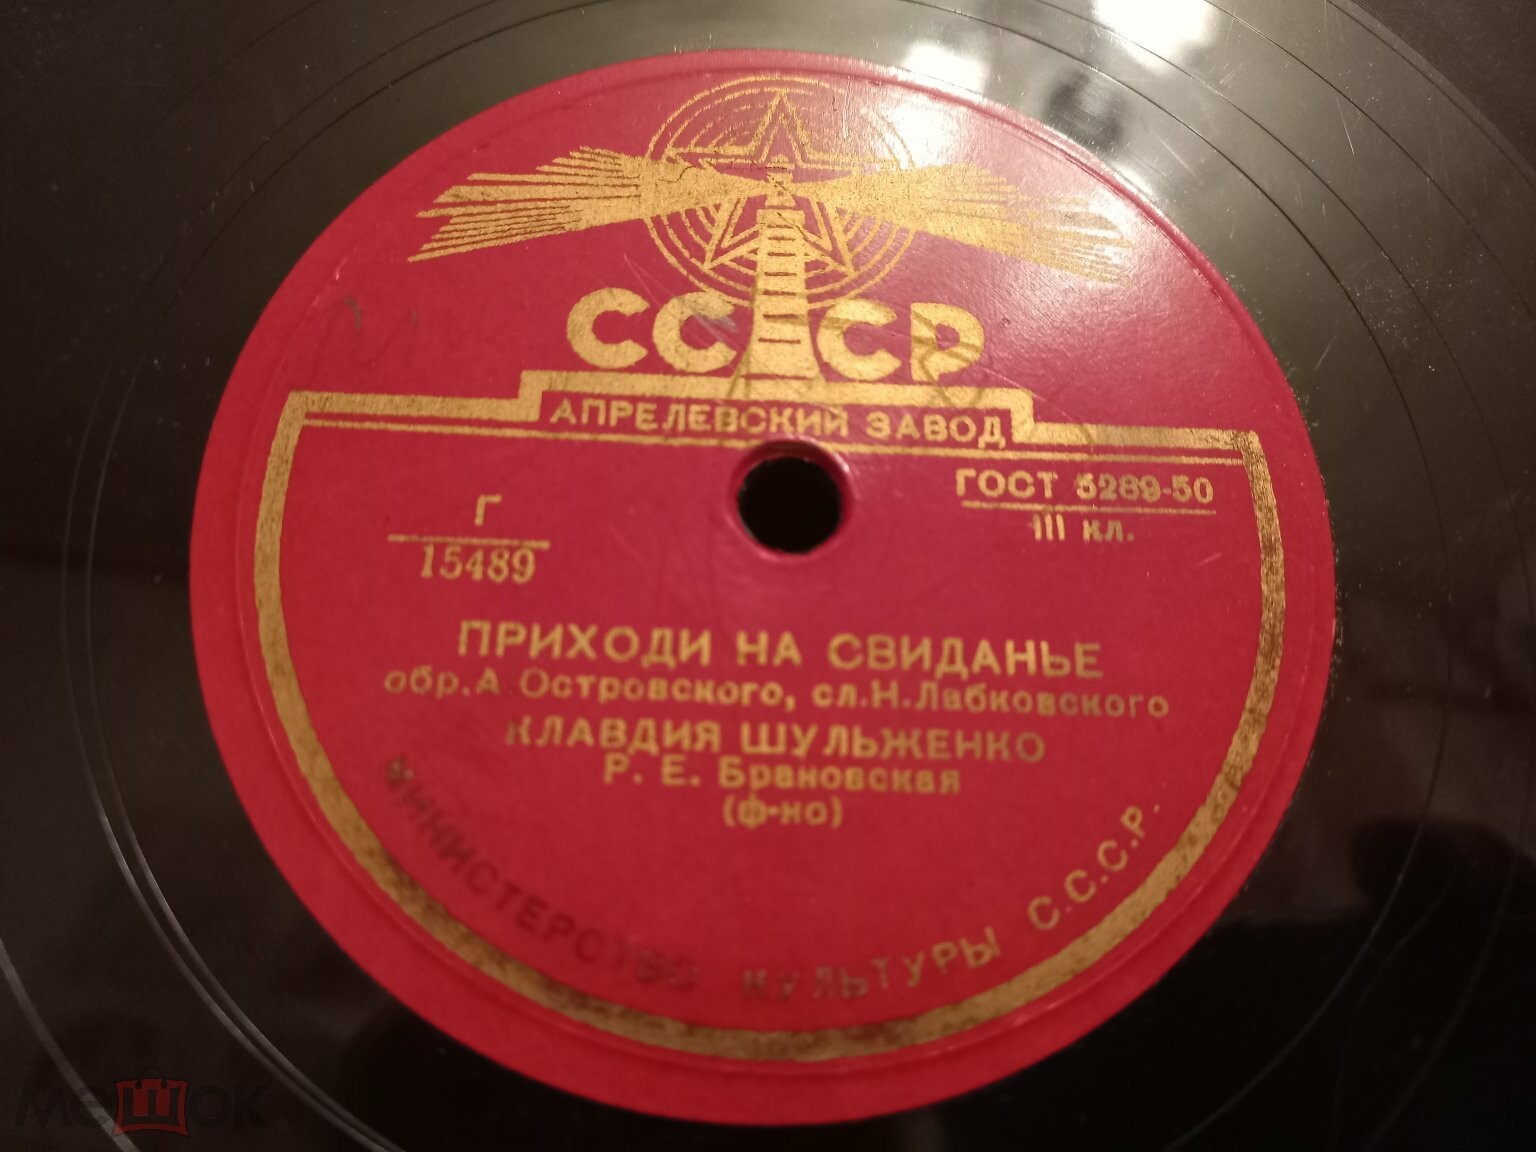 СССР
АПРЕЛЕВСКИЙ ЗАВОД
ГОСТ 5289-50
III кл.
Г
15489
ПРИХОДИ НА СВИДАНЬЕ
обр.А Островского, сл.Н.Лабковского
КЛАВДИЯ ШУЛЬЖЕНКО
Р. Е. Брановская
(ф-но)
МИНИСТЕРСТВО КУЛЬТУРЫ С.С.С.Р.
мешок